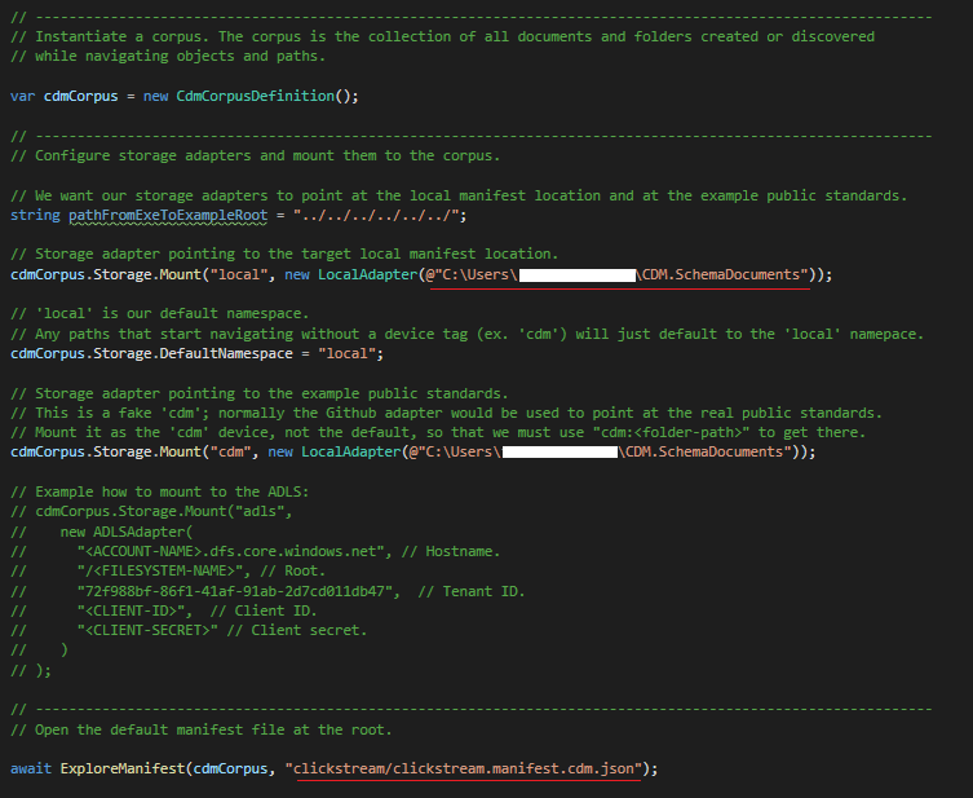 // ------------------------------------------------------------------------------------------------------------
// Instantiate a corpus. The corpus is the collection of all documents and folders created or discovered
// while navigating objects and paths.
var cdmCorpus = new CdmCorpusDefinition();
// ------------------------------------------------------------------------------------------------------------
// Configure storage adapters and mount them to the corpus.
// We want our storage adapters to point at the local manifest location and at the example public standards.
string pathFromExeToExampleRoot = "../../../../../../";
// Storage adapter pointing to the target local manifest location.
cdmCorpus.Storage.Mount("local", new LocalAdapter(@"C:\Users\ \CDM.SchemaDocuments"));
// 'local' is our default namespace.
// Any paths that start navigating without a device tag (ex. 'cdm') will just default to the 'local' namepace.
cdmCorpus.Storage.DefaultNamespace = "local";
// Storage adapter pointing to the example public standards.
// This is a fake 'cdm'; normally the Github adapter would be used to point at the real public standards.
// Mount it as the 'cdm' device, not the default, so that we must use "cdm:<folder-path>" to get there.
cdmCorpus.Storage.Mount("cdm", new LocalAdapter(@"C:\Users\ \CDM.SchemaDocuments"));
// Example how to mount to the ADLS:
// cdmCorpus.Storage.Mount("adls",
//    new ADLSAdapter(
//      "<ACCOUNT-NAME>.dfs.core.windows.net", // Hostname.
//      "/<FILESYSTEM-NAME>", // Root.
//      "72f988bf-86f1-41af-91ab-2d7cd011db47",  // Tenant ID.
//      "<CLIENT-ID>",  // Client ID.
//      "<CLIENT-SECRET>" // Client secret.
//    )
// );
// ------------------------------------------------------------------------------------------------------------
// Open the default manifest file at the root.
await ExploreManifest(cdmCorpus, "clickstream/clickstream.manifest.cdm.json");